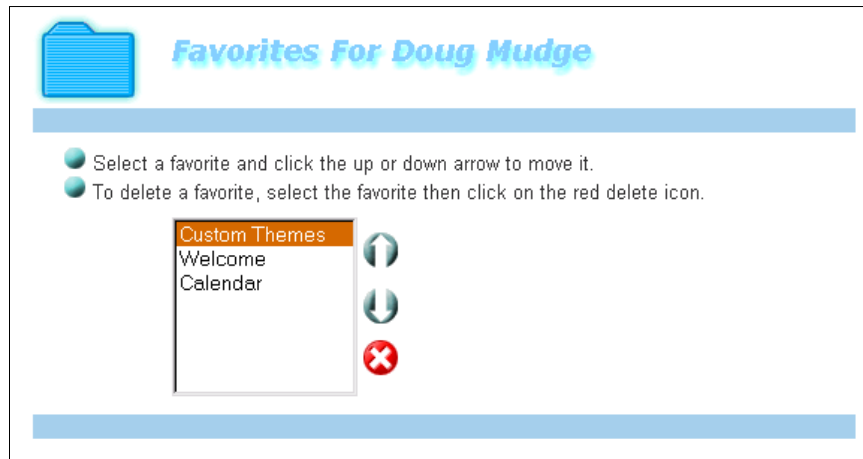 Favorites For Doug Mudge
Select a favorite and click the up or down arrow to move it.
To delete a favorite, select the favorite then click on the red delete icon.
Custom Themes
Welcome
Calendar